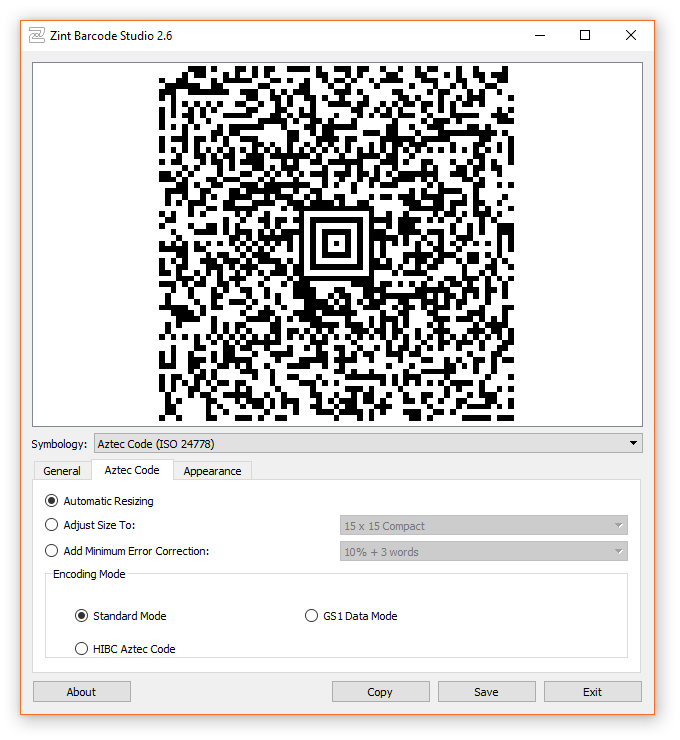 Zint Barcode Studio 2.6
Symbology: Aztec Code (ISO 24778)
General Aztec Code Appearance
Automatic Resizing
Adjust Size To: 15 x 15 Compact
Add Minimum Error Correction: 10% + 3 words
Encoding Mode
Standard Mode GS1 Data Mode
HIBC Aztec Code
About Copy Save Exit